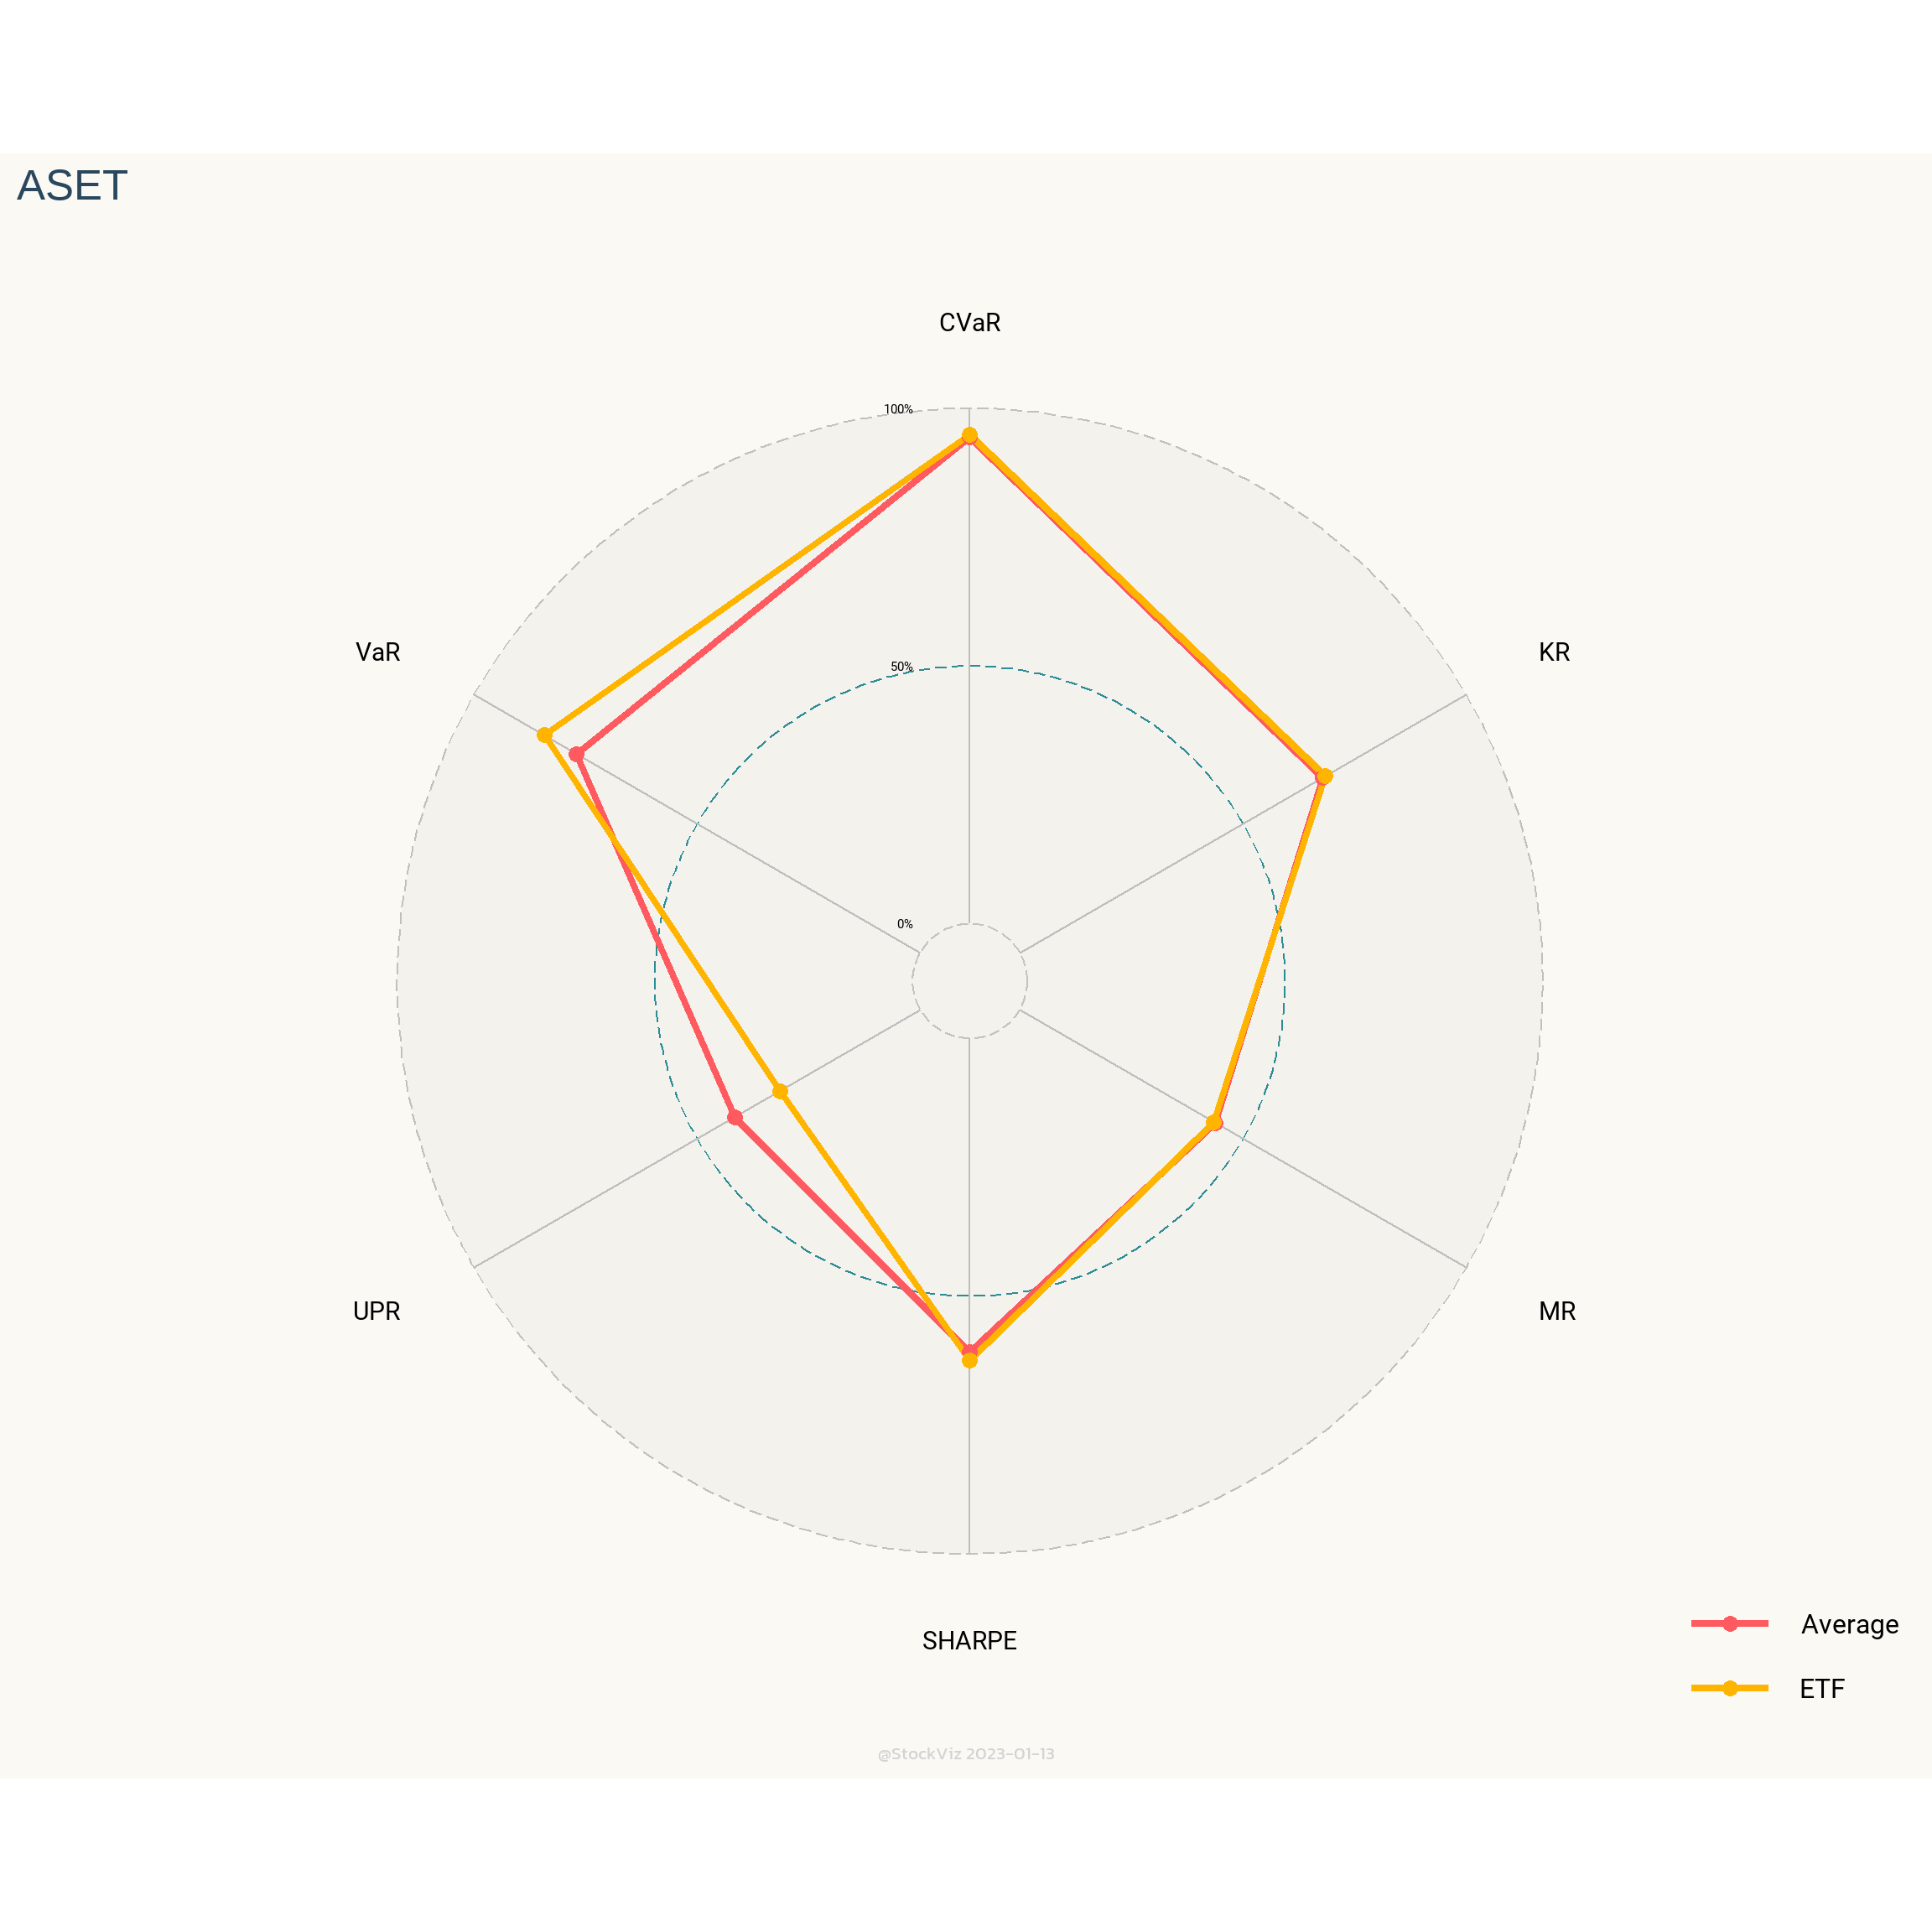 ASET
CVaR
100%
VaR
KR
50%
0%
UPR
MR
SHARPE
Average
ETF
@StockViz 2023-01-13